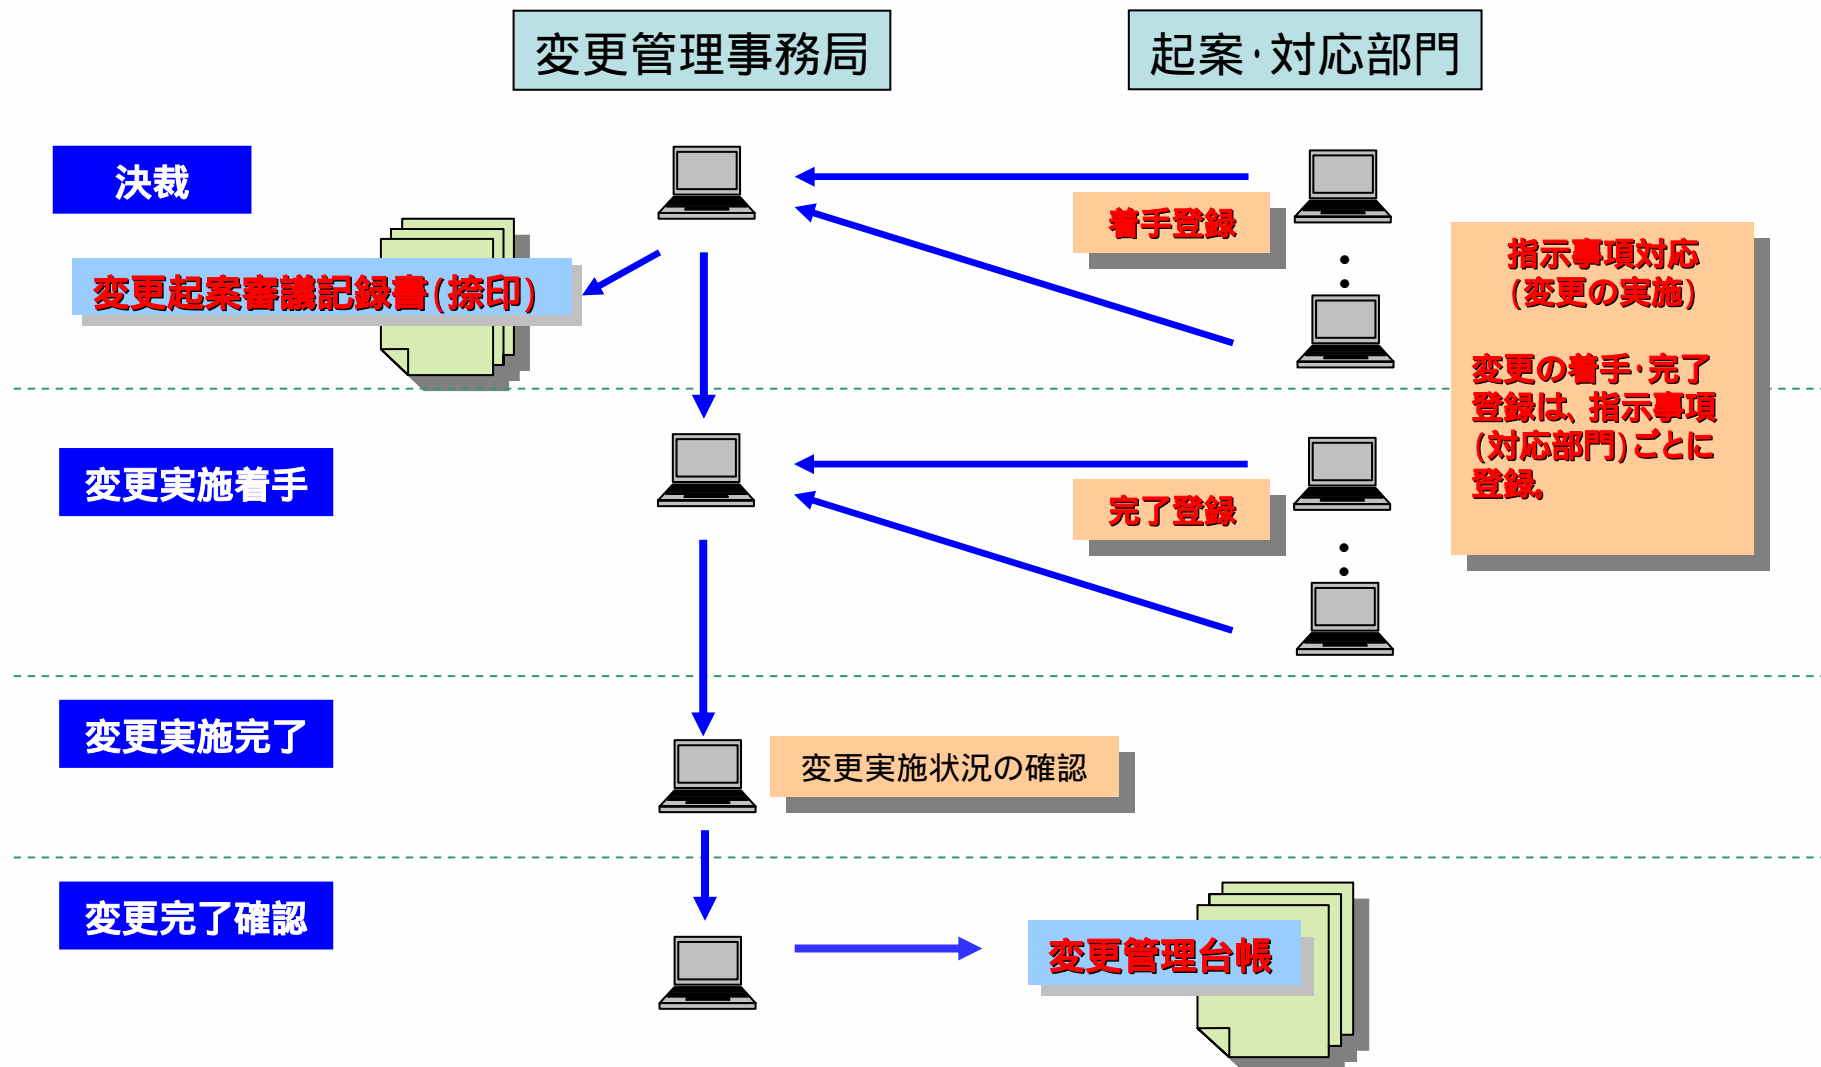 変更管理事務局
起案･対応部門
決裁
着手登録
変更起案審議記録書(捺印)
指示事項対応
(変更の実施)
変更の着手･完了
登録は、指示事項
(対応部門)ごとに
登録。
変更実施着手
完了登録
変更実施完了
変更実施状況の確認
変更完了確認
変更管理台帳